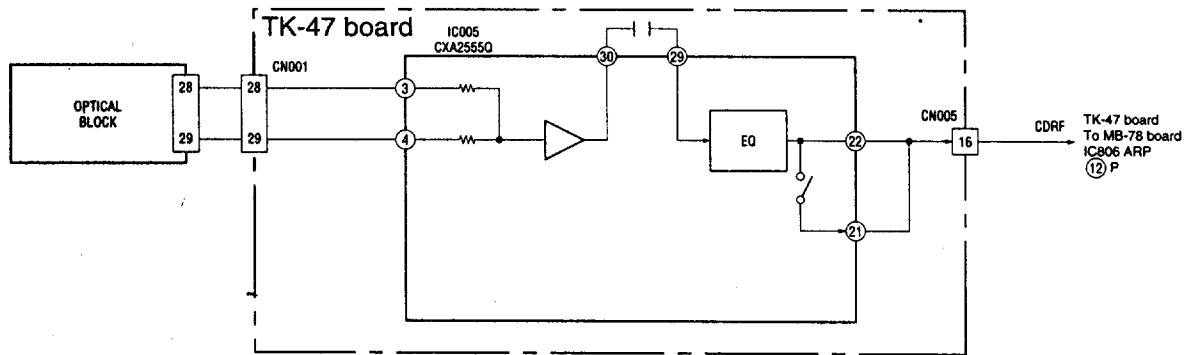 TK-47 board
IC005
CXA2555Q
30
29
CN001
28
28
3
OPTICAL
BLOCK
29
29
4
EQ
22
21
CN005
16
CDRF
TK-47 board
To MB-78 board
IC806 ARP
12 P